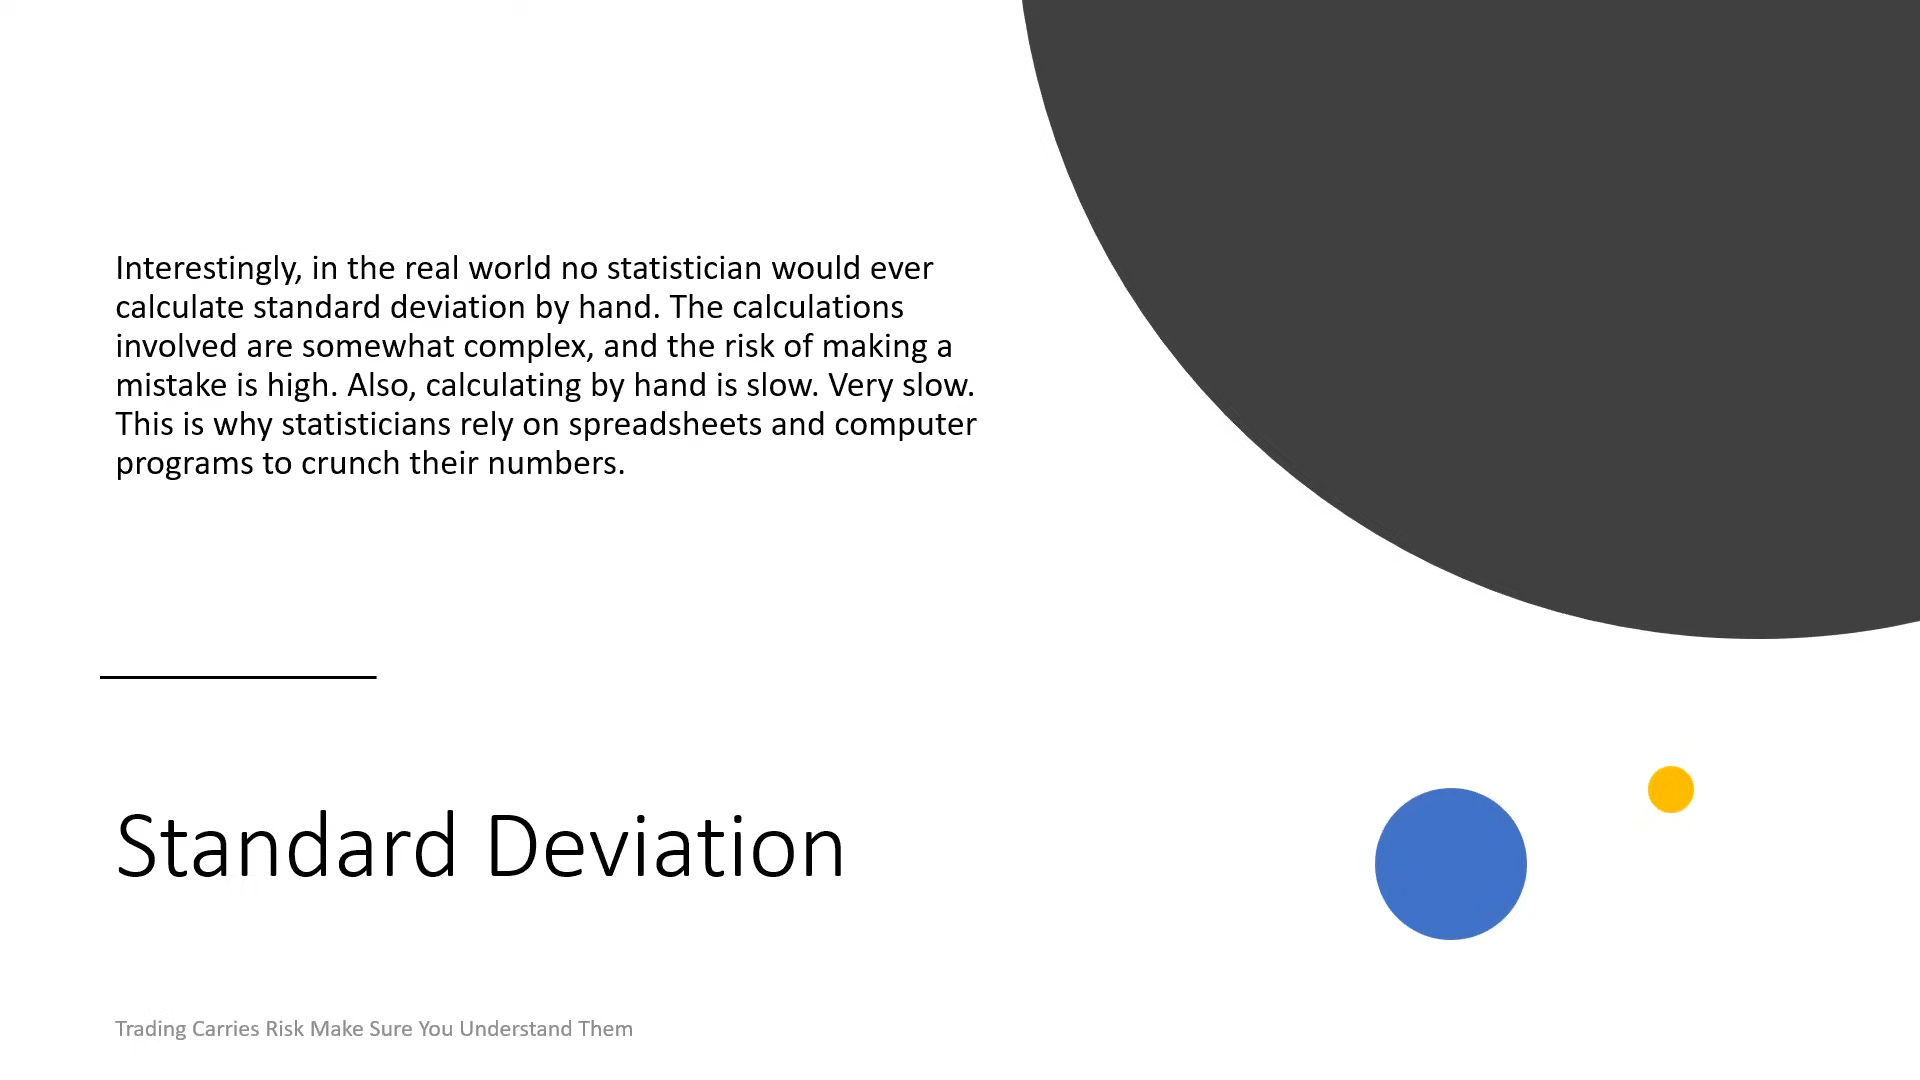 Interestingly, in the real world no statistician would ever
calculate standard deviation by hand. The calculations
involved are somewhat complex, and the risk of making a
mistake is high. Also, calculating by hand is slow. Very slow.
This is why statisticians rely on spreadsheets and computer
programs to crunch their numbers.
Standard Deviation
Trading Carries Risk Make Sure You Understand Them